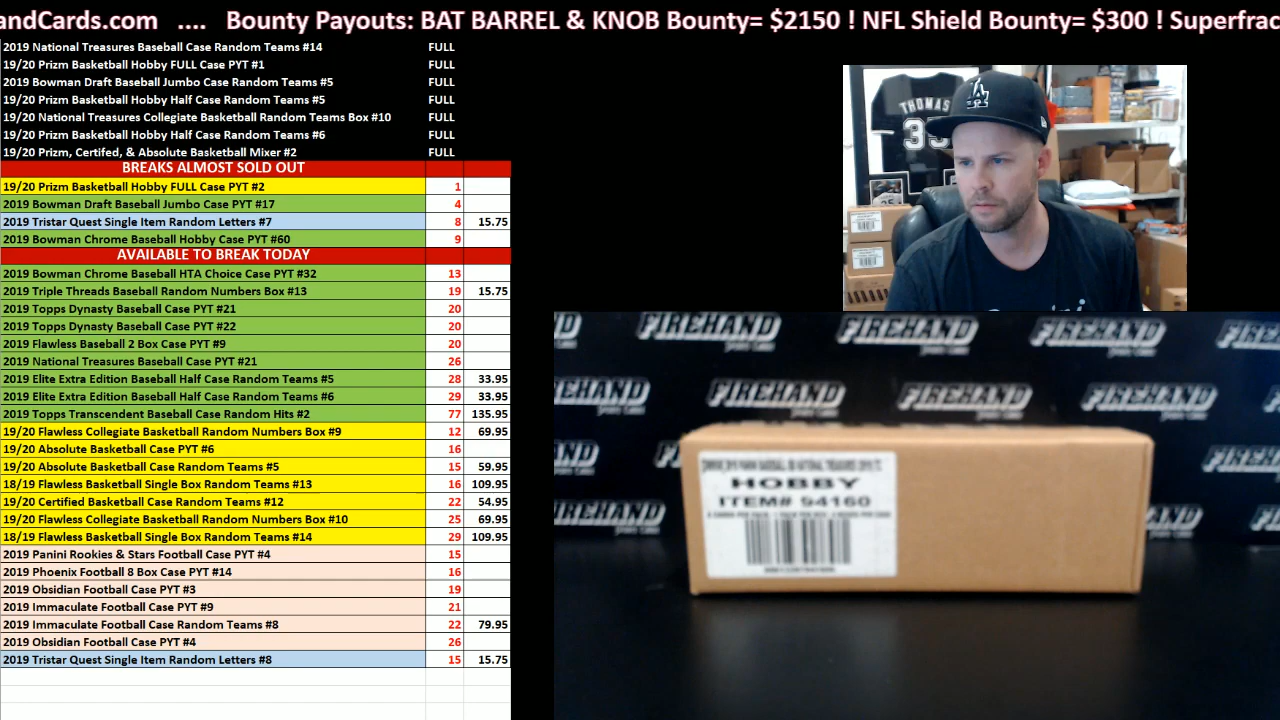 andCards.com .... Bounty Payouts: BAT BARREL & KNOB Bounty= $2150 ! NFL Shield Bounty= $300 ! Superfrac
2019 National Treasures Baseball Case Random Teams #14 FULL
19/20 Prizm Basketball Hobby FULL Case PYT #1 FULL
2019 Bowman Draft Baseball Jumbo Case Random Teams #5 FULL
19/20 Prizm Basketball Hobby Half Case Random Teams #5 FULL
19/20 National Treasures Collegiate Basketball Random Teams Box #10 FULL
19/20 Prizm Basketball Hobby Half Case Random Teams #6 FULL
19/20 Prizm, Certifed, & Absolute Basketball Mixer #2 FULL
BREAKS ALMOST SOLD OUT
19/20 Prizm Basketball Hobby FULL Case PYT #2 1
2019 Bowman Draft Baseball Jumbo Case PYT #17 4
2019 Tristar Quest Single Item Random Letters #7 8 15.75
2019 Bowman Chrome Baseball Hobby Case PYT #60 9
AVAILABLE TO BREAK TODAY
2019 Bowman Chrome Baseball HTA Choice Case PYT #32 13
2019 Triple Threads Baseball Random Numbers Box #13 19 15.75
2019 Topps Dynasty Baseball Case PYT #21 20
2019 Topps Dynasty Baseball Case PYT #22 20
2019 Flawless Baseball 2 Box Case PYT #9 20
2019 National Treasures Baseball Case PYT #21 26
2019 Elite Extra Edition Baseball Half Case Random Teams #5 28 33.95
2019 Elite Extra Edition Baseball Half Case Random Teams #6 29 33.95
2019 Topps Transcendent Baseball Case Random Hits #2 77 135.95
19/20 Flawless Collegiate Basketball Random Numbers Box #9 12 69.95
19/20 Absolute Basketball Case PYT #6 16
19/20 Absolute Basketball Case Random Teams #5 15 59.95
18/19 Flawless Basketball Single Box Random Teams #13 16 109.95
19/20 Certified Basketball Case Random Teams #12 22 54.95
19/20 Flawless Collegiate Basketball Random Numbers Box #10 25 69.95
18/19 Flawless Basketball Single Box Random Teams #14 29 109.95
2019 Panini Rookies & Stars Football Case PYT #4 15
2019 Phoenix Football 8 Box Case PYT #14 16
2019 Obsidian Football Case PYT #3 19
2019 Immaculate Football Case PYT #9 21
2019 Immaculate Football Case Random Teams #8 22 79.95
2019 Obsidian Football Case PYT #4 26
2019 Tristar Quest Single Item Random Letters #8 15 15.75
THOMAS
35
LA
FIREHAND FIREHAND FIREHAND
FIREHAND FIREHAND FIREHAND
HOBBY
ITEM# 94160